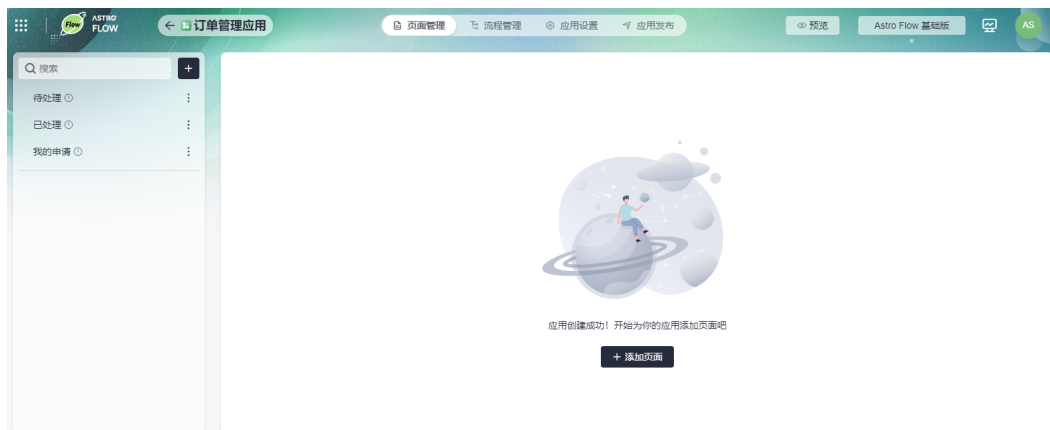 Flow
ASTRO
FLOW
订单管理应用
页面管理
流程管理
应用设置
应用发布
预览
Astro Flow 基础版
AS
搜索
待处理
已处理
我的申请
应用创建成功！开始为你的应用添加页面吧
+ 添加页面